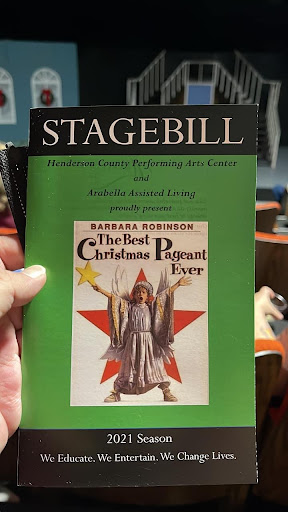 STAGEBILL
Henderson County Performing Arts Center
and
Arabella Assisted Living
proudly present
BARBARA ROBINSON
The Best
Christmas Pageant
Ever
2021 Season
We Educate. We Entertain. We Change Lives.